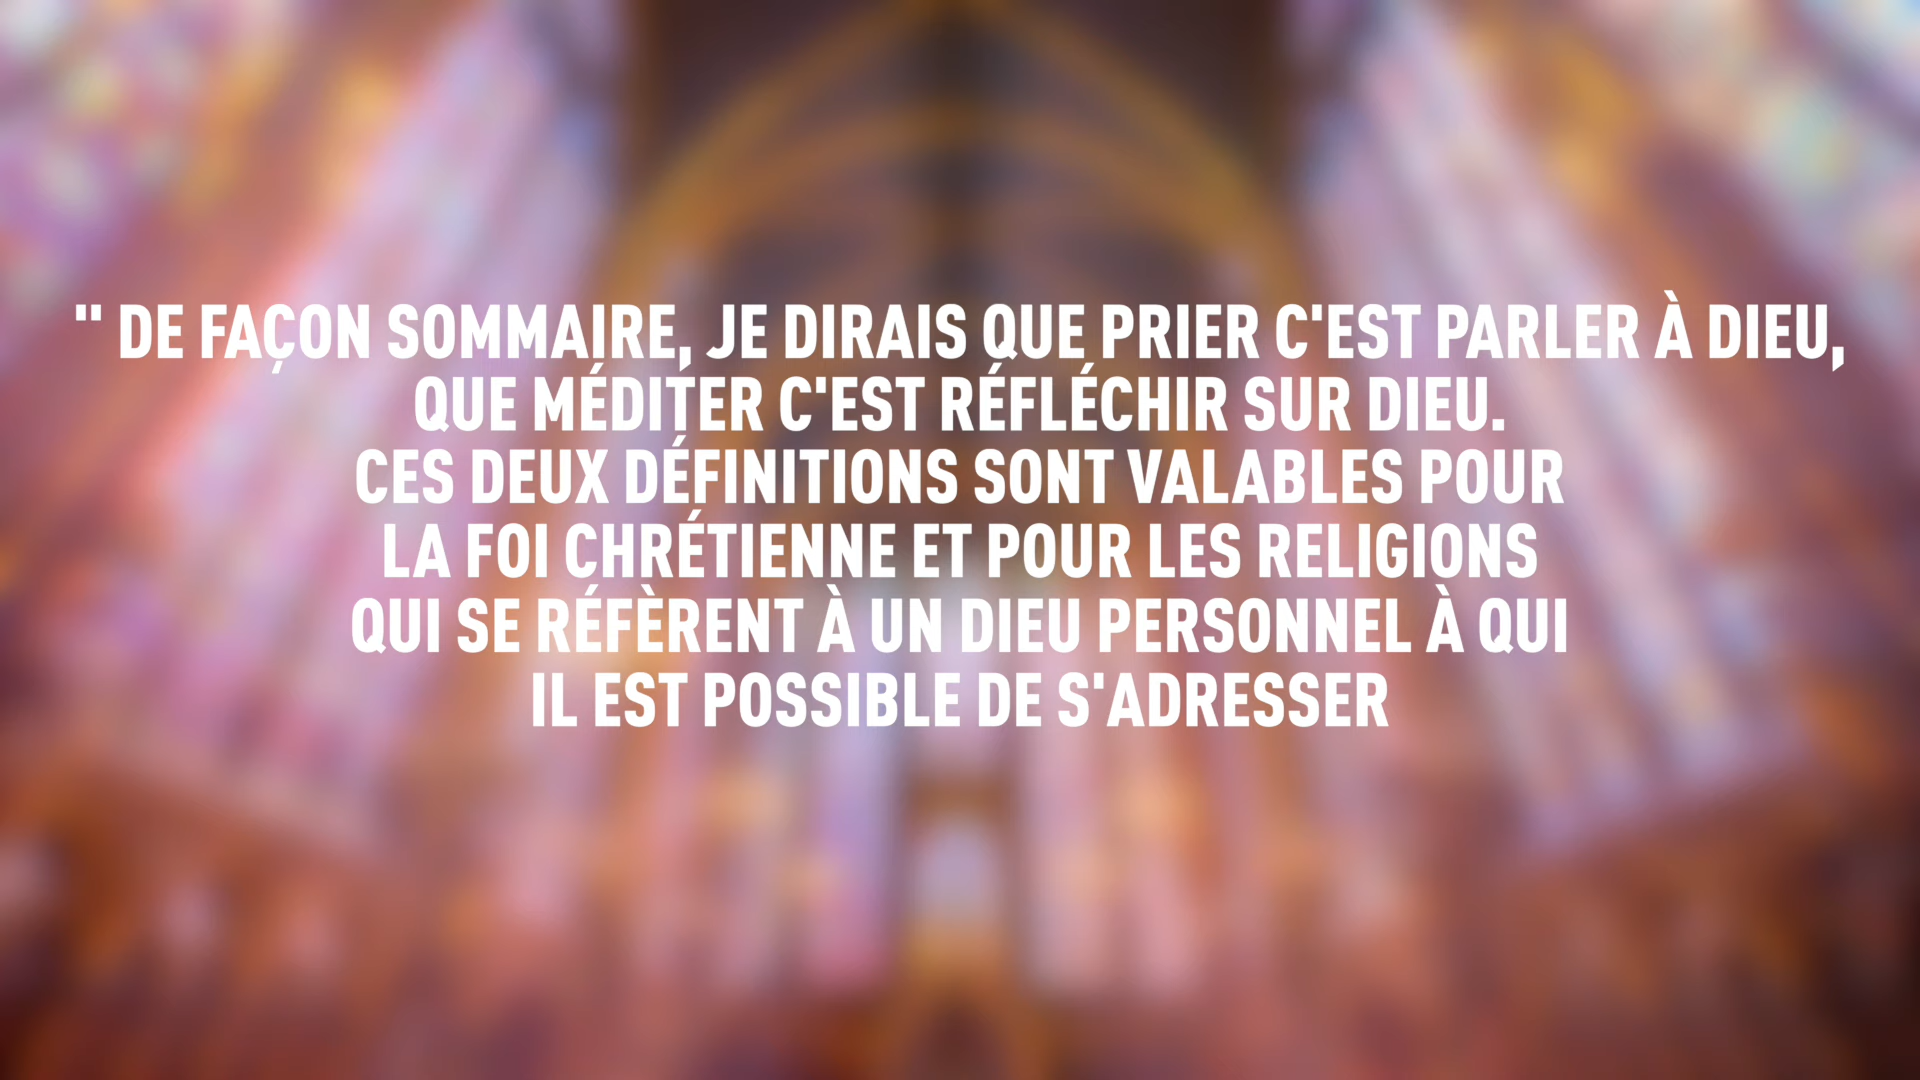 " DE FAÇON SOMMAIRE, JE DIRAIS QUE PRIER C'EST PARLER À DIEU,
QUE MÉDITER C'EST RÉFLÉCHIR SUR DIEU.
CES DEUX DÉFINITIONS SONT VALABLES POUR
LA FOI CHRÉTIENNE ET POUR LES RELIGIONS
QUI SE RÉFÈRENT À UN DIEU PERSONNEL À QUI
IL EST POSSIBLE DE S'ADRESSER